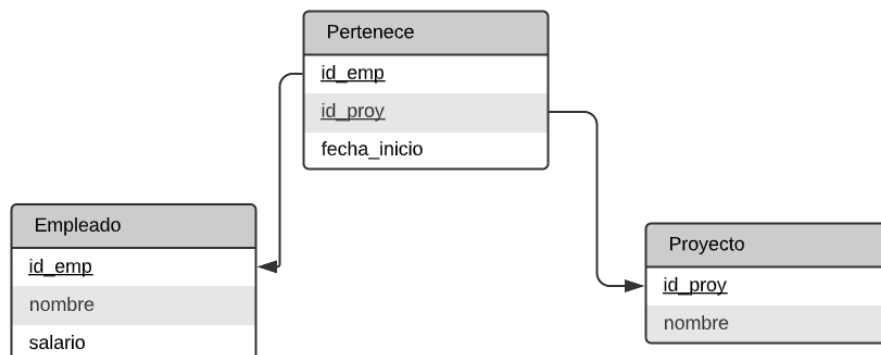 Pertenece
id_emp
id_proy
fecha_inicio
Empleado
id_emp
nombre
salario
Proyecto
id_proy
nombre